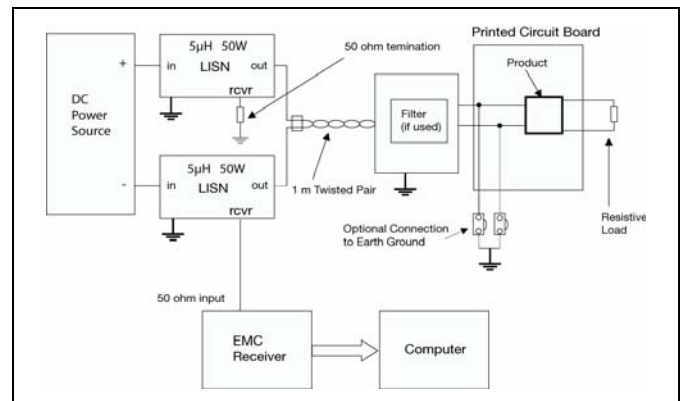 Printed Circuit Board
5µH 50W
LISN
in
out
rcvr
50 ohm temination
Product
+
DC
Power
Source
Filter
(if used)
5µH 50W
LISN
-
in
out
rcvr
1 m Twisted Pair
Optional Connection
to Earth Ground
Resistive
Load
50 ohm input
EMC
Receiver
Computer